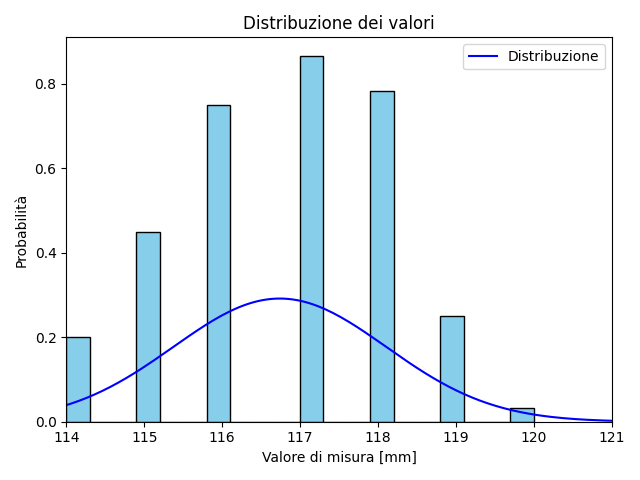 Distribuzione dei valori
Distribuzione
Probabilità
0.8
0.6
0.4
0.2
0.0
114 115 116 117 118 119 120 121
Valore di misura [mm]